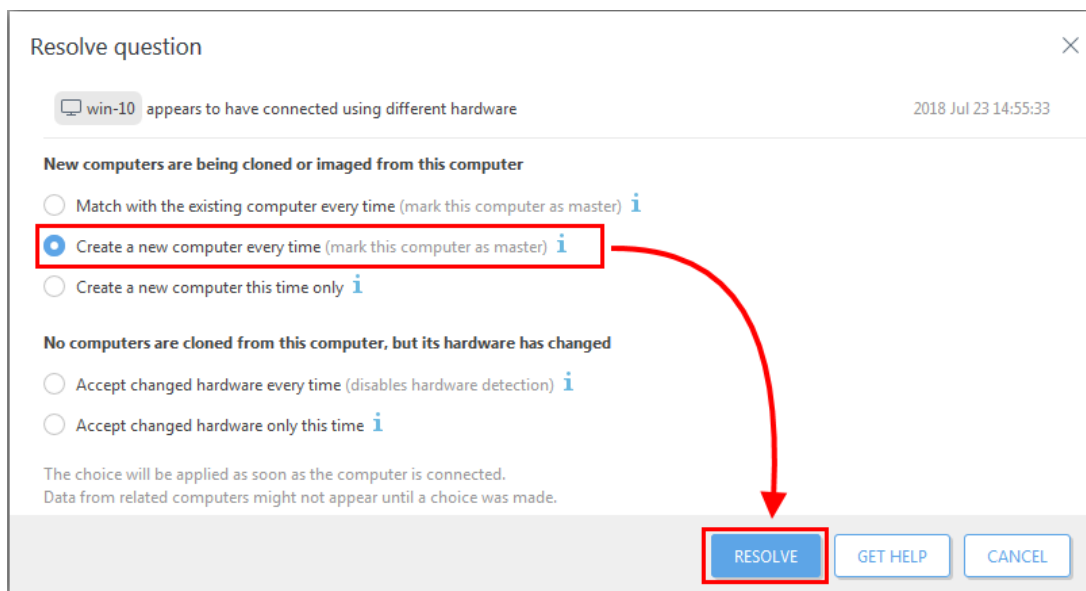 Resolve question
win-10 appears to have connected using different hardware 2018 Jul 23 14:55:33
New computers are being cloned or imaged from this computer
Match with the existing computer every time (mark this computer as master) i
Create a new computer every time (mark this computer as master) i
Create a new computer this time only i
No computers are cloned from this computer, but its hardware has changed
Accept changed hardware every time (disables hardware detection) i
Accept changed hardware only this time i
The choice will be applied as soon as the computer is connected.
Data from related computers might not appear until a choice was made.
RESOLVE GET HELP CANCEL